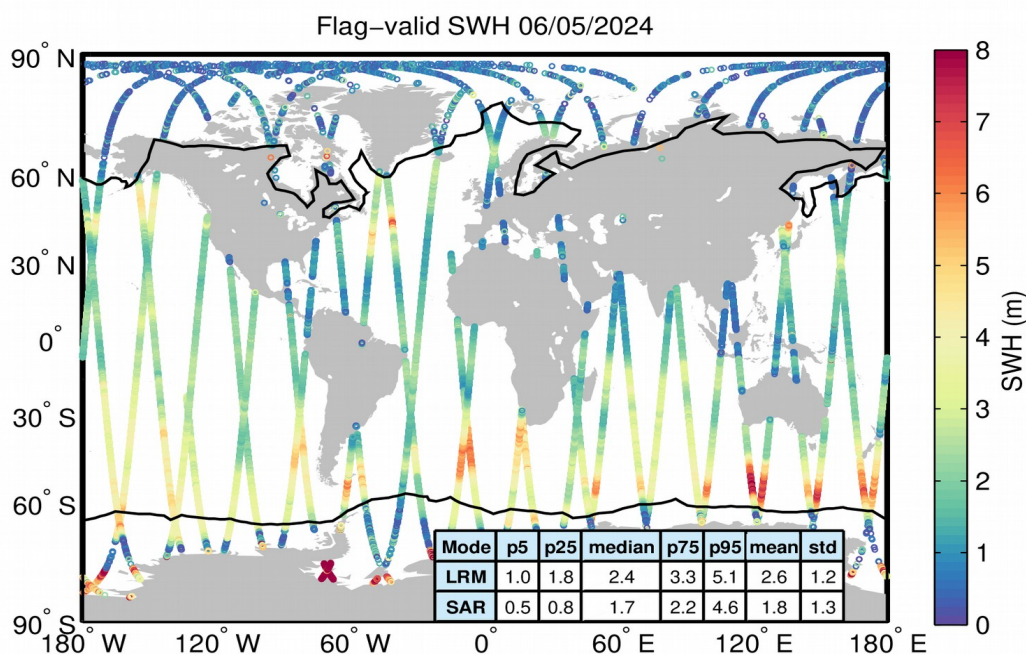 Flag−valid SWH 06/05/2024
90° N
60° N
30° N
0°
30° S
60° S
90° S
180° W
120° W
60° W
0°
60° E
120° E
180° E
8
7
6
5
4
3
2
1
0
SWH (m)
Mode p5 p25 median p75 p95 mean std
LRM 1.0 1.8 2.4 3.3 5.1 2.6 1.2
SAR 0.5 0.8 1.7 2.2 4.6 1.8 1.3